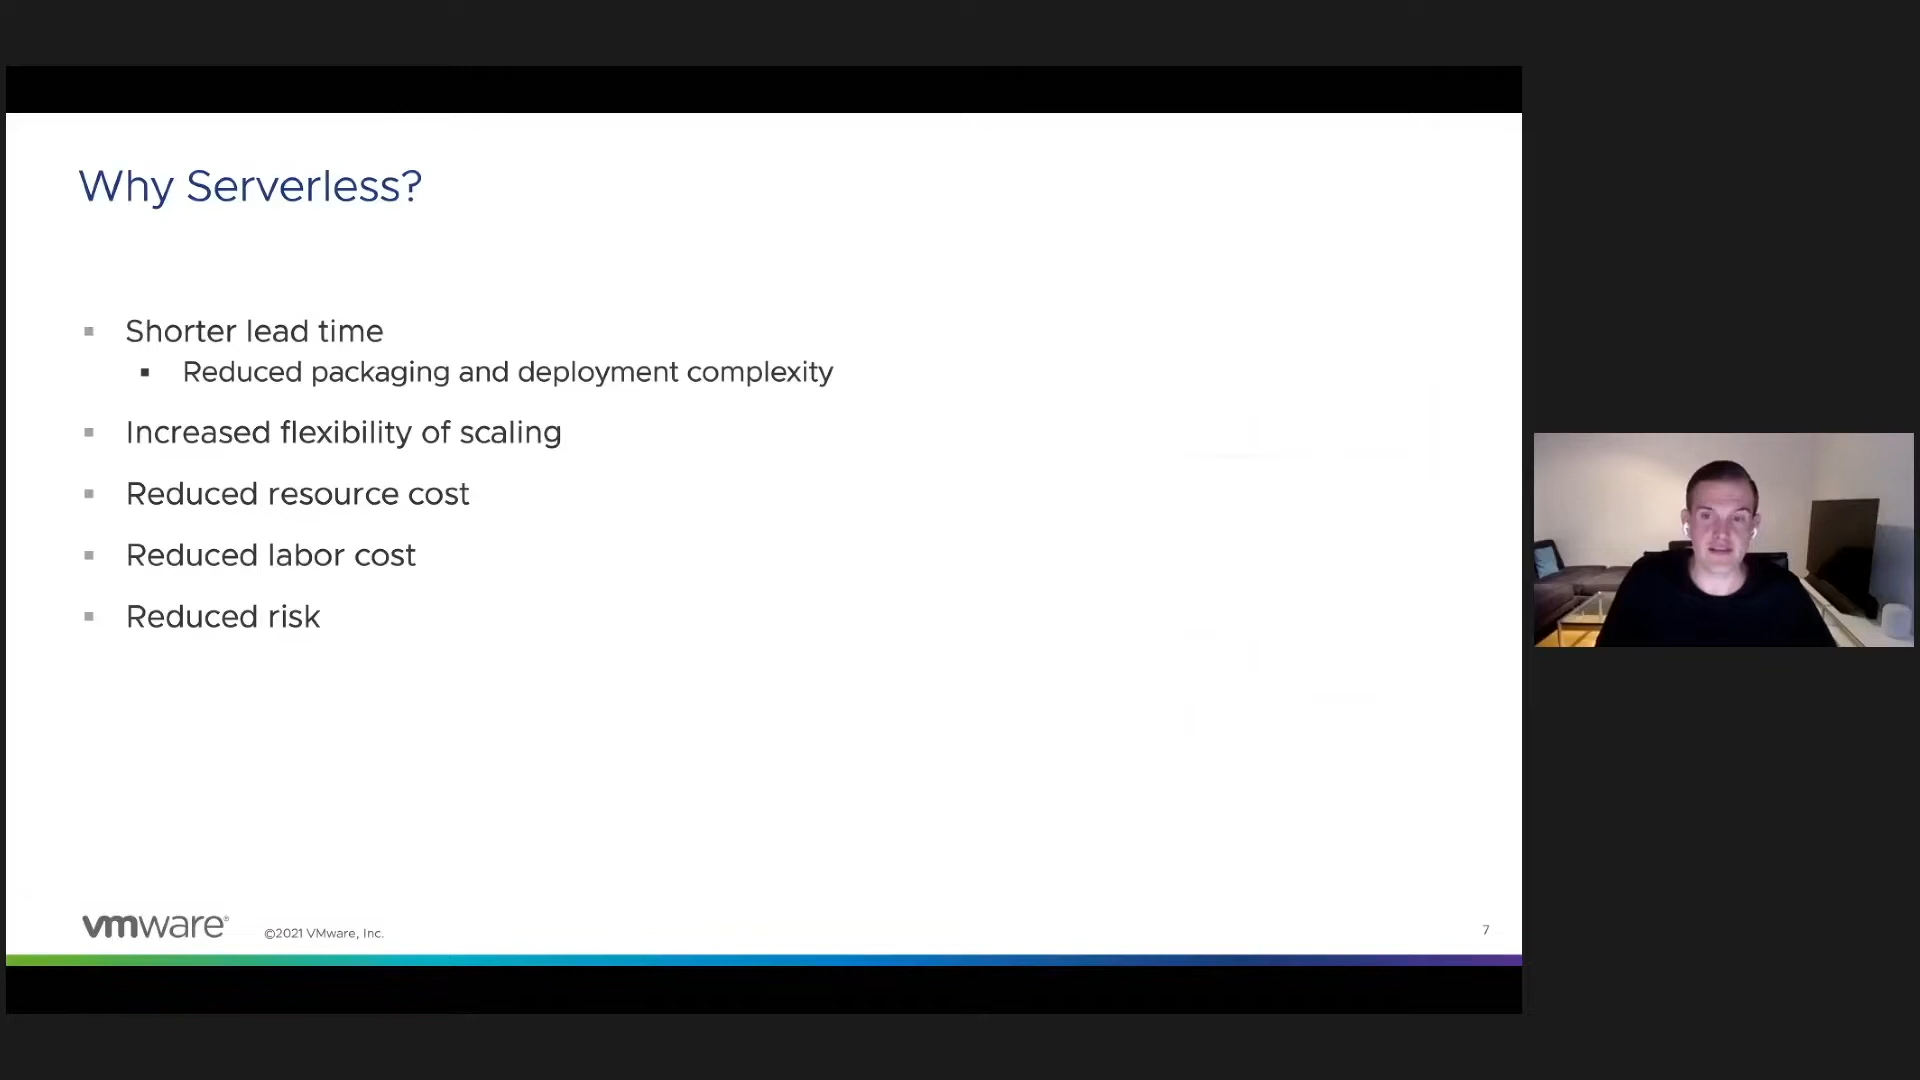 Why Serverless?
Shorter lead time
Reduced packaging and deployment complexity
Increased flexibility of scaling
Reduced resource cost
Reduced labor cost
Reduced risk
vmware®
©2021 VMware, Inc.
7